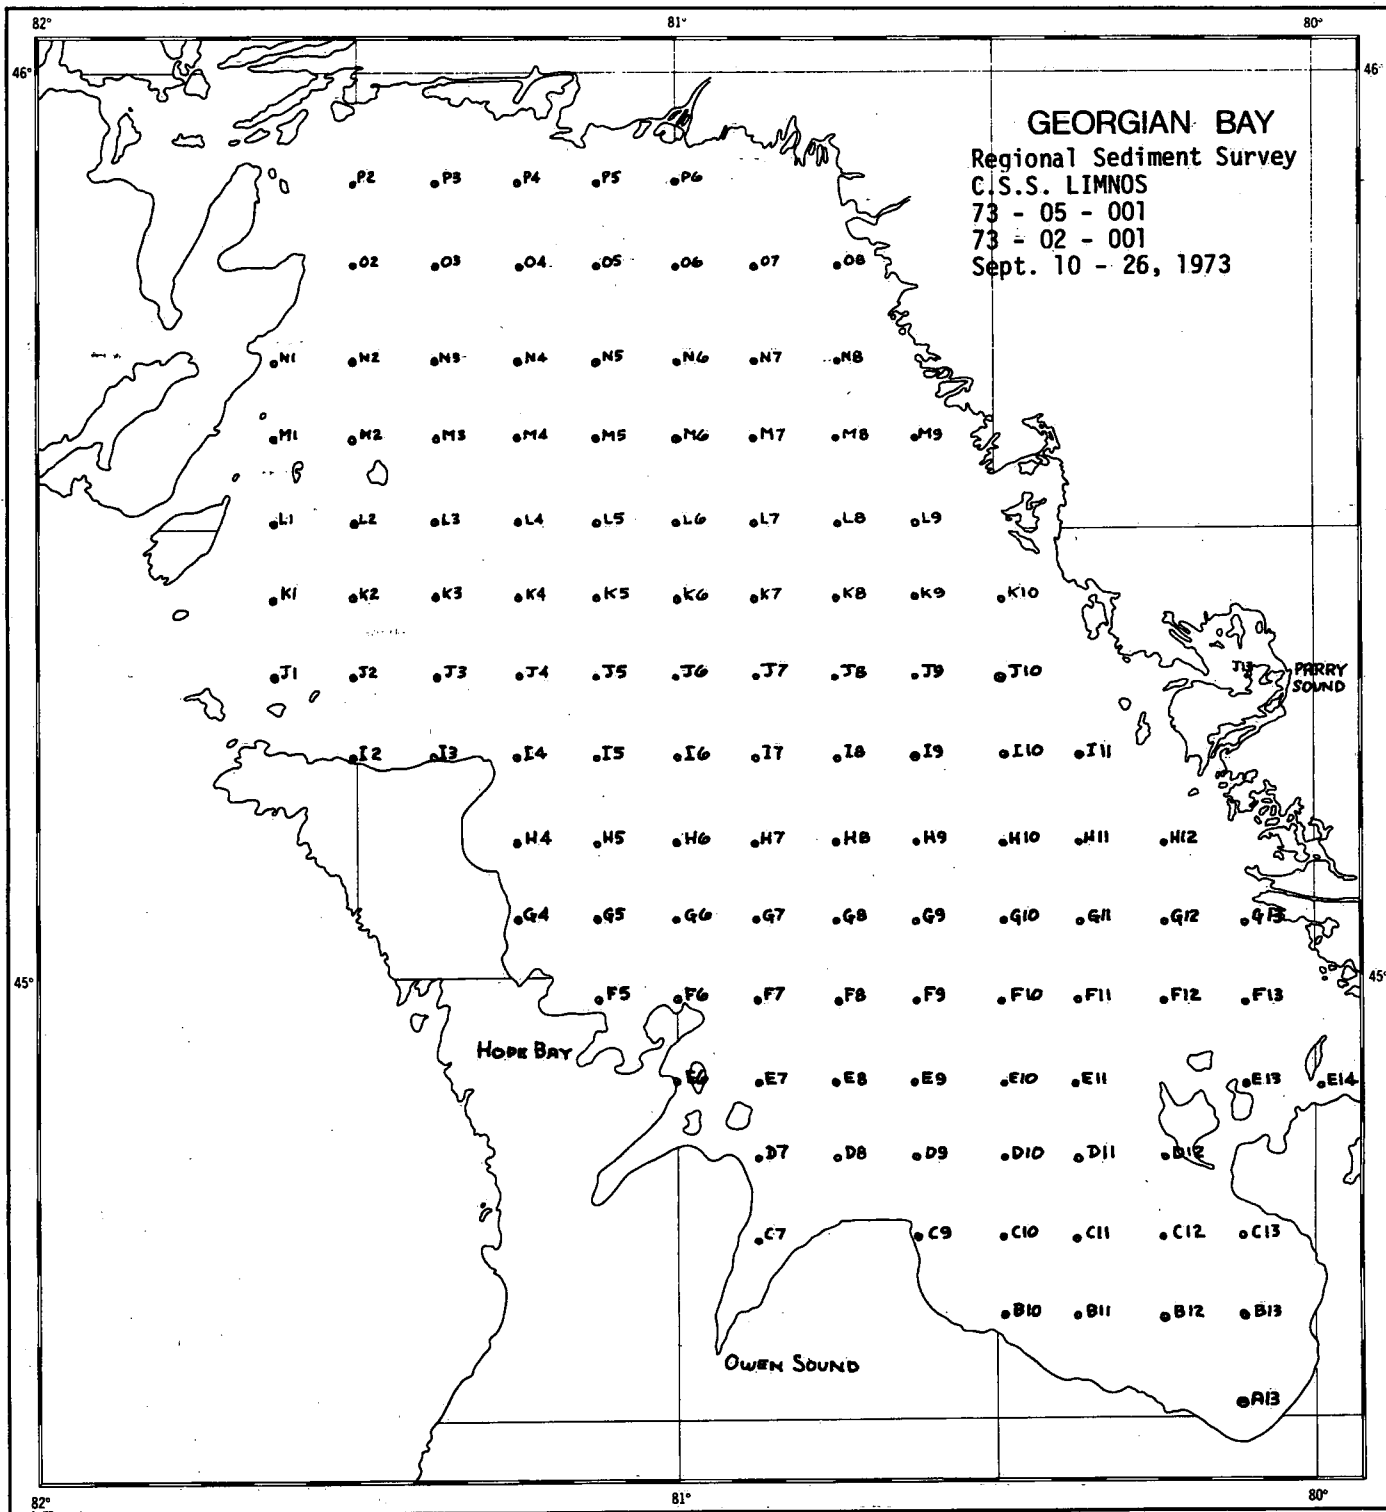 82° 81° 80°
46° 46°
GEORGIAN BAY
Regional Sediment Survey
C.S.S. LIMNOS
73 - 05 - 001
73 - 02 - 001
Sept. 10 - 26, 1973
P2 P3 P4 P5 P6
O2 O3 O4 O5 O6 O7 O8
N1 N2 N3 N4 N5 N6 N7 N8
M1 M2 M3 M4 M5 M6 M7 M8 M9
L1 L2 L3 L4 L5 L6 L7 L8 L9
K1 K2 K3 K4 K5 K6 K7 K8 K9 K10
J1 J2 J3 J4 J5 J6 J7 J8 J9 J10 J13 PARRY
SOUND
I2 I3 I4 I5 I6 I7 I8 I9 I10 I11
H4 H5 H6 H7 H8 H9 H10 H11 H12
G4 G5 G6 G7 G8 G9 G10 G11 G12 G13
45° 45°
F5 F6 F7 F8 F9 F10 F11 F12 F13
HOPE BAY
E6 E7 E8 E9 E10 E11 E13 E14
D7 D8 D9 D10 D11 D12
C7 C9 C10 C11 C12 C13
B10 B11 B12 B13
OWEN SOUND
A13
82° 81° 80°